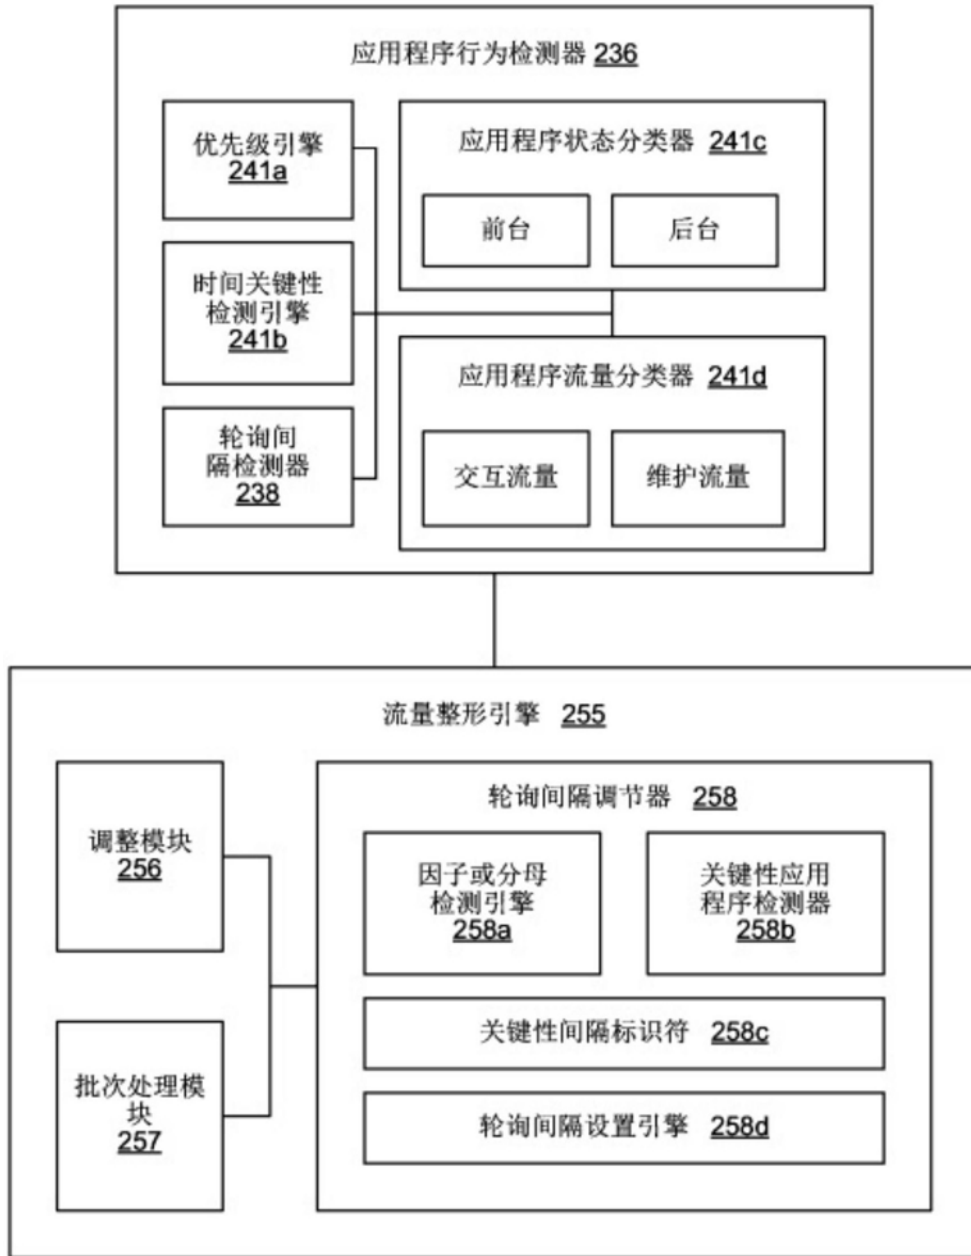 应用程序行为检测器 236
优先级引擎
241a
应用程序状态分类器 241c
前台
后台
时间关键性
检测引擎
241b
应用程序流量分类器 241d
交互流量
维护流量
轮询间
隔检测器
238
流量整形引擎 255
调整模块
256
批次处理模
块
257
轮询间隔调节器 258
因子或分母
检测引擎
258a
关键性应用
程序检测器
258b
关键性间隔标识符 258c
轮询间隔设置引擎 258d